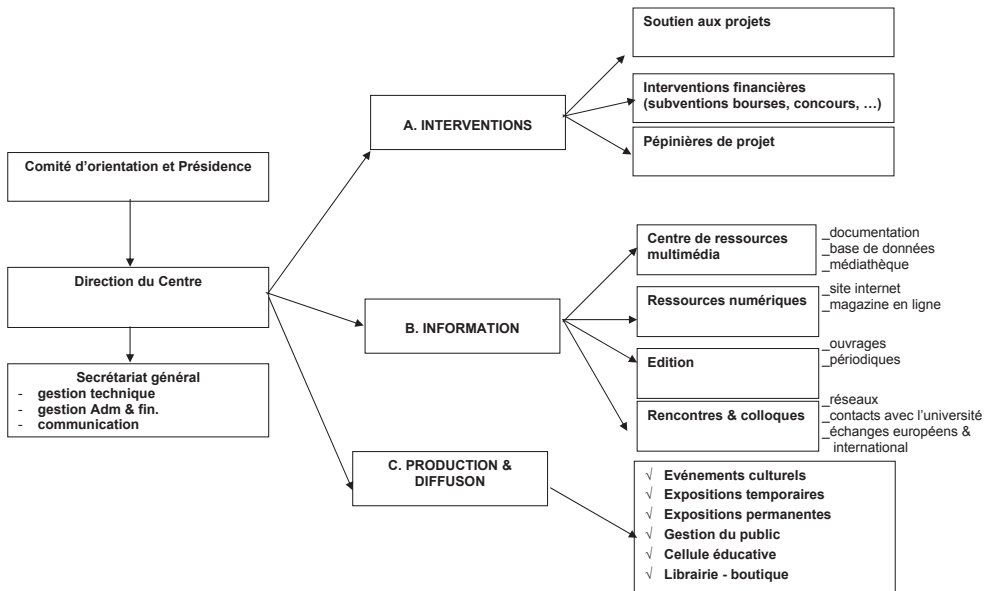 Comité d'orientation et Présidence
Direction du Centre
Secrétariat général
- gestion technique
- gestion Adm & fin.
- communication
A. INTERVENTIONS
Soutien aux projets
Interventions financières
(subventions bourses, concours, …)
Pépinières de projet
B. INFORMATION
Centre de ressources
multimédia
_documentation
_base de données
_médiathèque
Ressources numériques
_site internet
_magazine en ligne
Edition
_ouvrages
_périodiques
Rencontres & colloques
_réseaux
_contacts avec l'université
_échanges européens &
international
C. PRODUCTION &
DIFFUSON
√ Evénements culturels
√ Expositions temporaires
√ Expositions permanentes
√ Gestion du public
√ Cellule éducative
√ Librairie - boutique